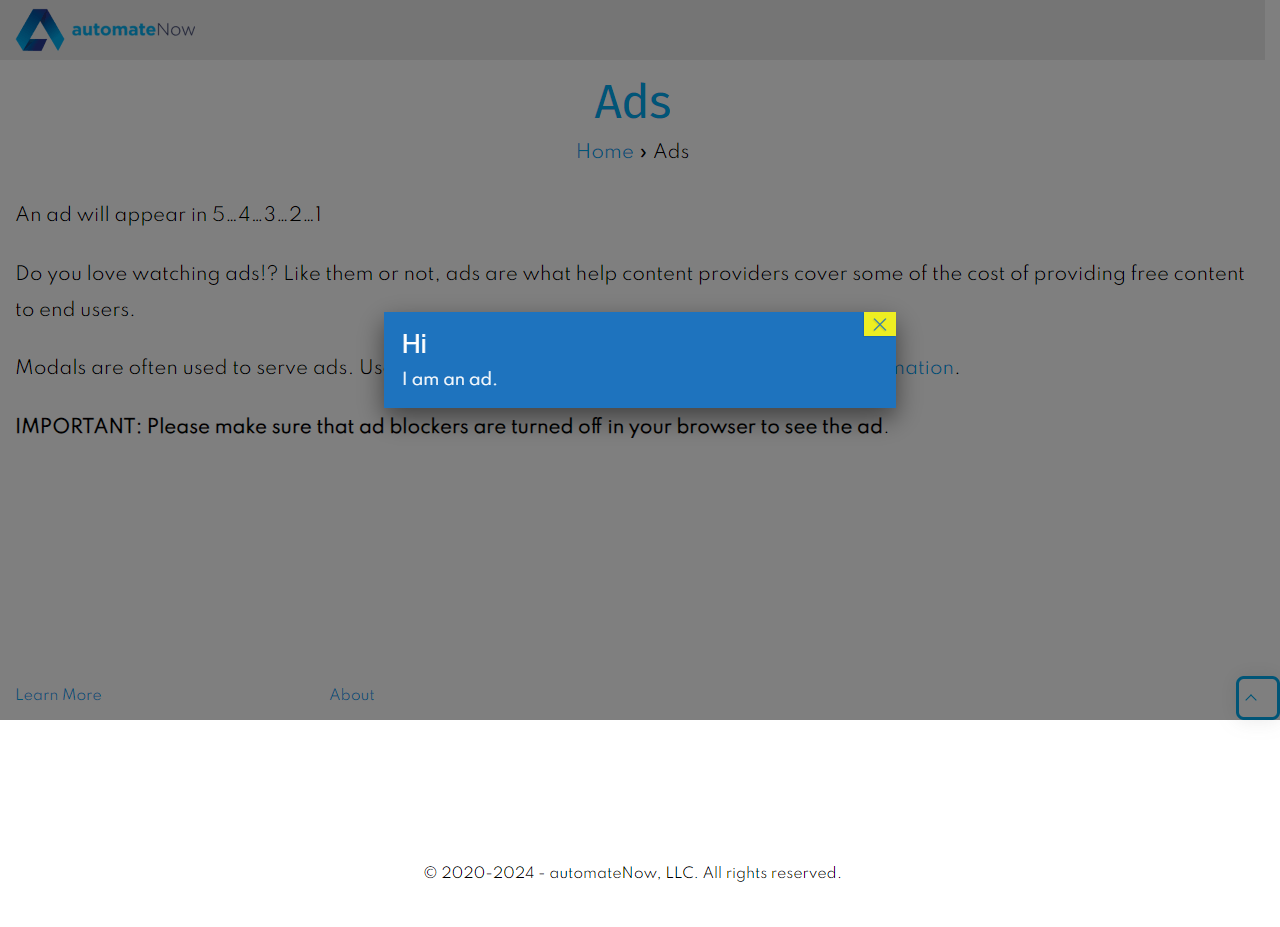 automateNow
Ads
Home › Ads
An ad will appear in 5…4…3…2…1
Do you love watching ads!? Like them or not, ads are what help content providers cover some of the cost of providing free content
to end users.
Modals are often used to serve ads.
×
Hi
I am an ad.
IMPORTANT: Please make sure that ad blockers are turned off in your browser to see the ad.
Learn More
About
© 2020-2024 - automateNow, LLC. All rights reserved.